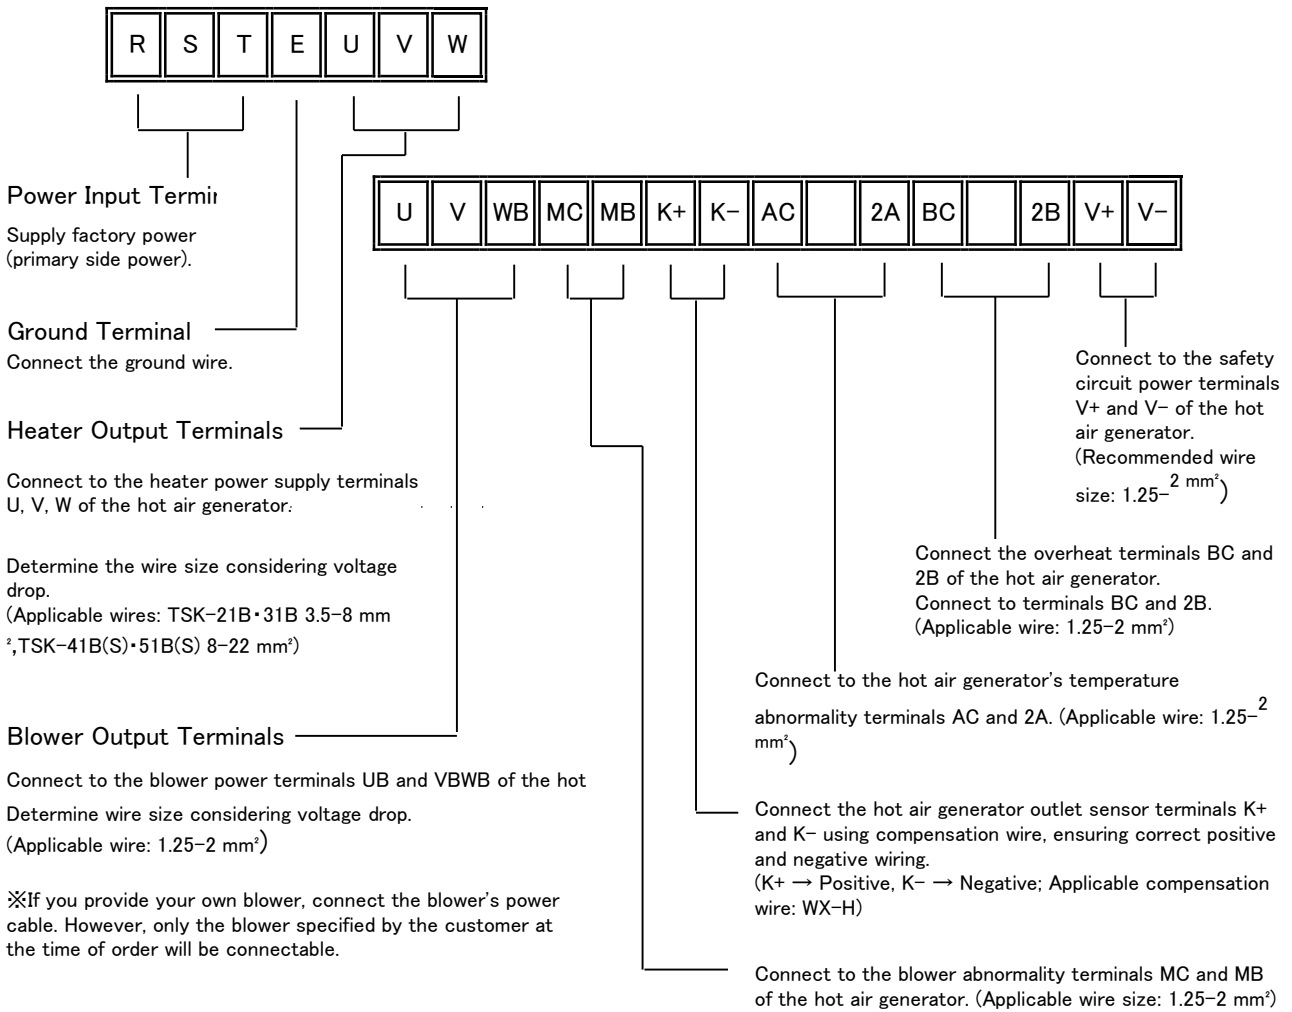 R S T E U V W
Power Input Termin
Supply factory power
(primary side power).
U V WB MC MB K+ K- AC 2A BC 2B V+ V-
Ground Terminal
Connect the ground wire.
Heater Output Terminals
Connect to the heater power supply terminals
U, V, W of the hot air generator.
Determine the wire size considering voltage
drop.
(Applicable wires: TSK-21B・31B 3.5-8 mm
²,TSK-41B(S)・51B(S) 8-22 mm²)
Blower Output Terminals
Connect to the blower power terminals UB and VBWB of the hot
Determine wire size considering voltage drop.
(Applicable wire: 1.25-2 mm²)
※If you provide your own blower, connect the blower's power
cable. However, only the blower specified by the customer at
the time of order will be connectable.
Connect to the safety
circuit power terminals
V+ and V- of the hot
air generator.
(Recommended wire
size: 1.25-2 mm²)
Connect the overheat terminals BC and
2B of the hot air generator.
Connect to terminals BC and 2B.
(Applicable wire: 1.25-2 mm²)
Connect to the hot air generator's temperature
abnormality terminals AC and 2A. (Applicable wire: 1.25-2
mm²)
Connect the hot air generator outlet sensor terminals K+
and K- using compensation wire, ensuring correct positive
and negative wiring.
(K+ → Positive, K- → Negative; Applicable compensation
wire: WX-H)
Connect to the blower abnormality terminals MC and MB
of the hot air generator. (Applicable wire size: 1.25-2 mm²)